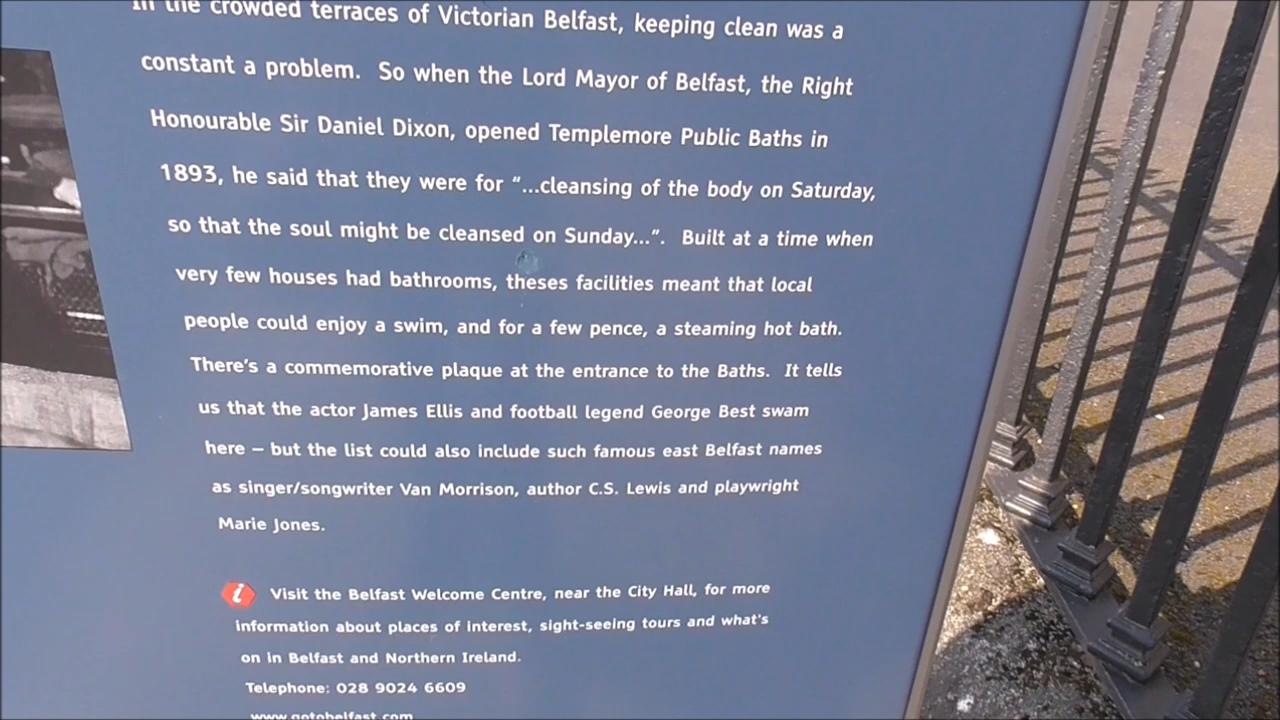 In the crowded terraces of Victorian Belfast, keeping clean was a
constant a problem. So when the Lord Mayor of Belfast, the Right
Honourable Sir Daniel Dixon, opened Templemore Public Baths in
1893, he said that they were for “...cleansing of the body on Saturday,
so that the soul might be cleansed on Sunday...”. Built at a time when
very few houses had bathrooms, theses facilities meant that local
people could enjoy a swim, and for a few pence, a steaming hot bath.
There's a commemorative plaque at the entrance to the Baths. It tells
us that the actor James Ellis and football legend George Best swam
here – but the list could also include such famous east Belfast names
as singer/songwriter Van Morrison, author C.S. Lewis and playwright
Marie Jones.
i Visit the Belfast Welcome Centre, near the City Hall, for more
information about places of interest, sight-seeing tours and what's
on in Belfast and Northern Ireland.
Telephone: 028 9024 6609
www.gotobelfast.com